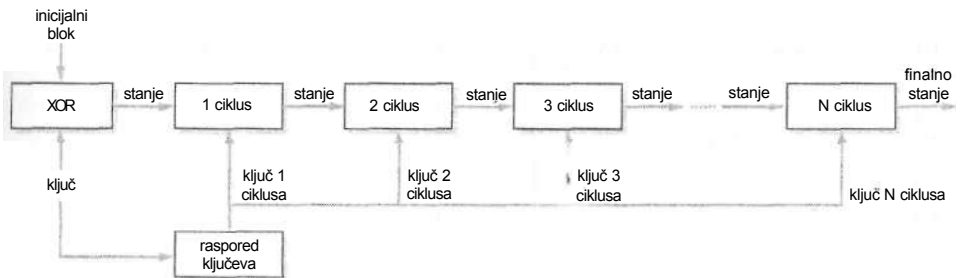 inicijalni
blok
XOR
stanje
1 ciklus
stanje
2 ciklus
stanje
3 ciklus
stanje
stanje
N ciklus
finalno
stanje
ključ
ključ 1
ciklusa
ključ 2
ciklusa
ključ 3
ciklusa
ključ N ciklusa
raspored
ključeva